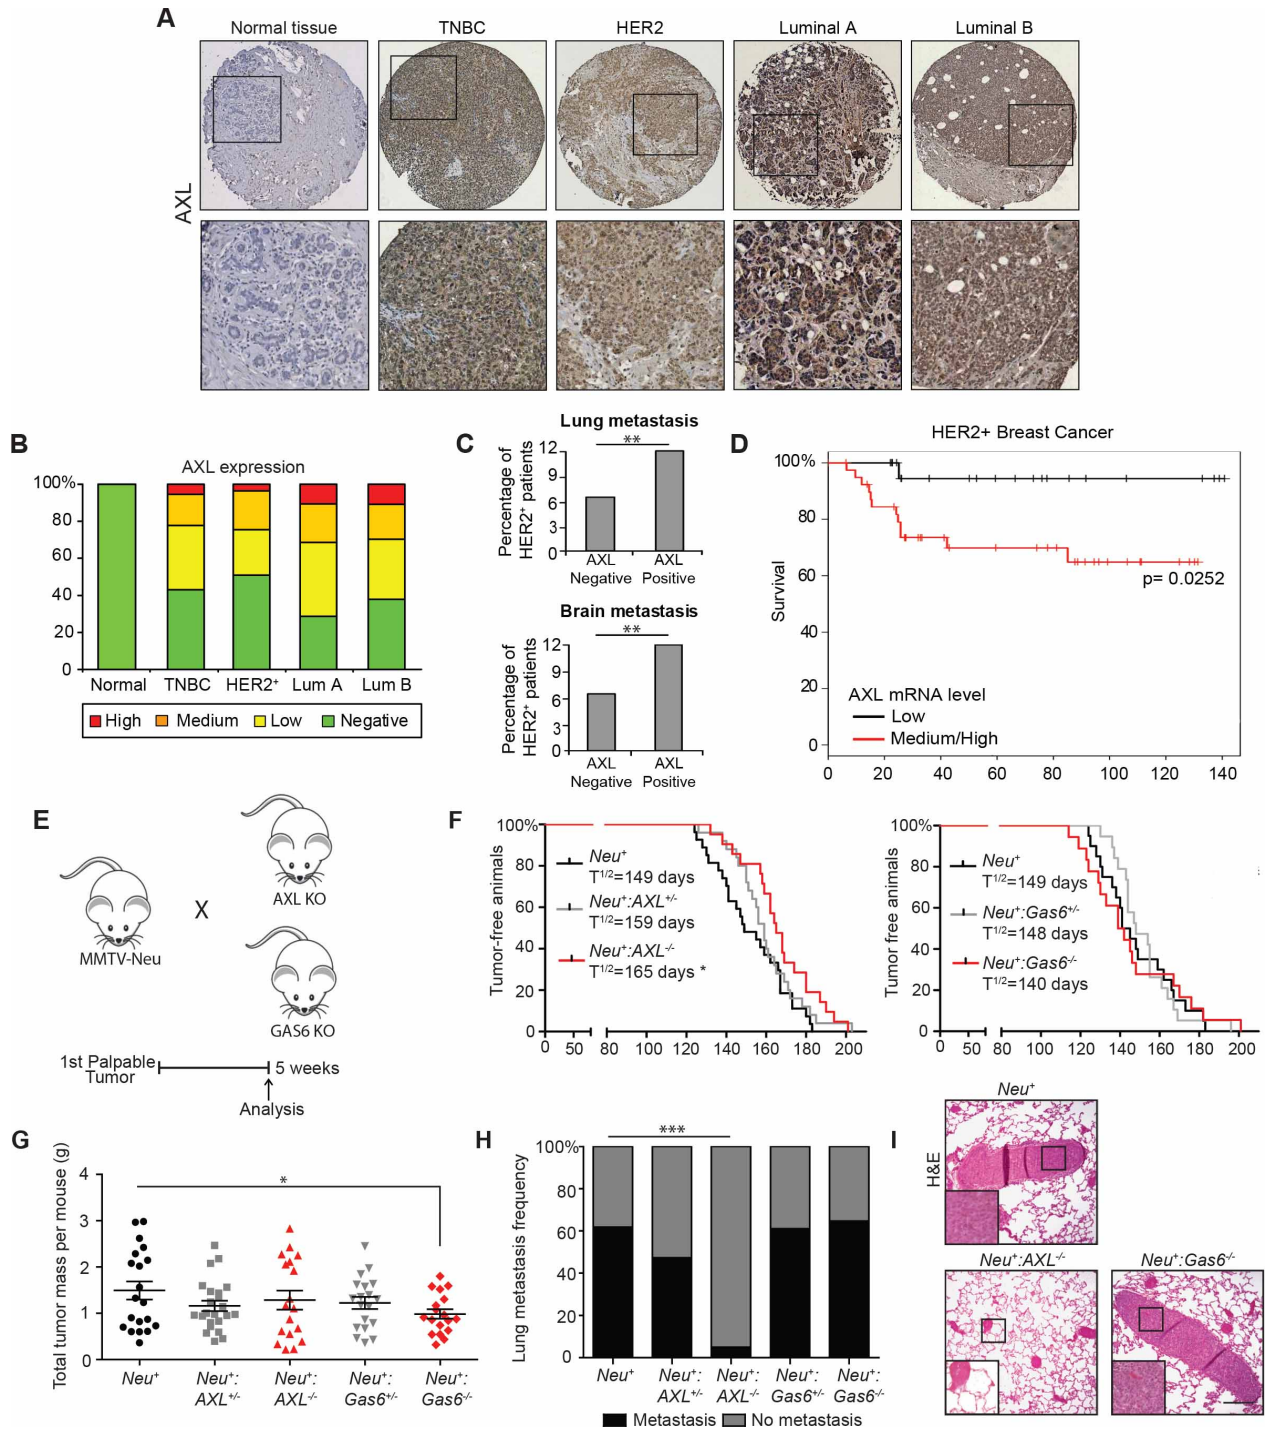 A
Normal tissue TNBC HER2 Luminal A Luminal B
AXL
B
AXL expression
100%
80
60
40
20
0
Normal TNBC HER2⁺ Lum A Lum B
High Medium Low Negative
C
Lung metastasis
**
Percentage of
HER2⁺ patients
12
9
6
3
0
AXL
Negative
AXL
Positive
Brain metastasis
**
Percentage of
HER2⁺ patients
12
9
6
3
0
AXL
Negative
AXL
Positive
D
HER2+ Breast Cancer
Survival
100%
80
60
40
20
0
p= 0.0252
AXL mRNA level
Low
Medium/High
0 20 40 60 80 100 120 140
E
MMTV-Neu
X
AXL KO
GAS6 KO
1st Palpable
Tumor
5 weeks
Analysis
F
Tumor-free animals
100%
80
60
40
20
0
Neu⁺
T¹/²=149 days
Neu⁺:AXL⁺/⁻
T¹/²=159 days
Neu⁺:AXL⁻/⁻
T¹/²=165 days *
0 50 80 100 120 140 160 180 200
Tumor free animals
100%
80
60
40
20
0
Neu⁺
T¹/²=149 days
Neu⁺:Gas6⁺/⁻
T¹/²=148 days
Neu⁺:Gas6⁻/⁻
T¹/²=140 days
0 50 80 100 120 140 160 180 200
G
Total tumor mass per mouse (g)
4
3
2
1
0
*
Neu⁺
Neu⁺:
AXL⁺/⁻
Neu⁺:
AXL⁻/⁻
Neu⁺:
Gas6⁺/⁻
Neu⁺:
Gas6⁻/⁻
H
Lung metastasis frequency
100%
80
60
40
20
0
***
Neu⁺
Neu⁺:
AXL⁺/⁻
Neu⁺:
AXL⁻/⁻
Neu⁺:
Gas6⁺/⁻
Neu⁺:
Gas6⁻/⁻
Metastasis No metastasis
I
H&E
Neu⁺
Neu⁺:AXL⁻/⁻
Neu⁺:Gas6⁻/⁻